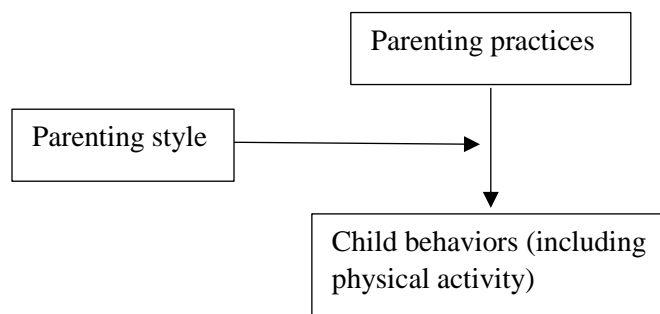 Parenting practices
Parenting style
Child behaviors (including
physical activity)